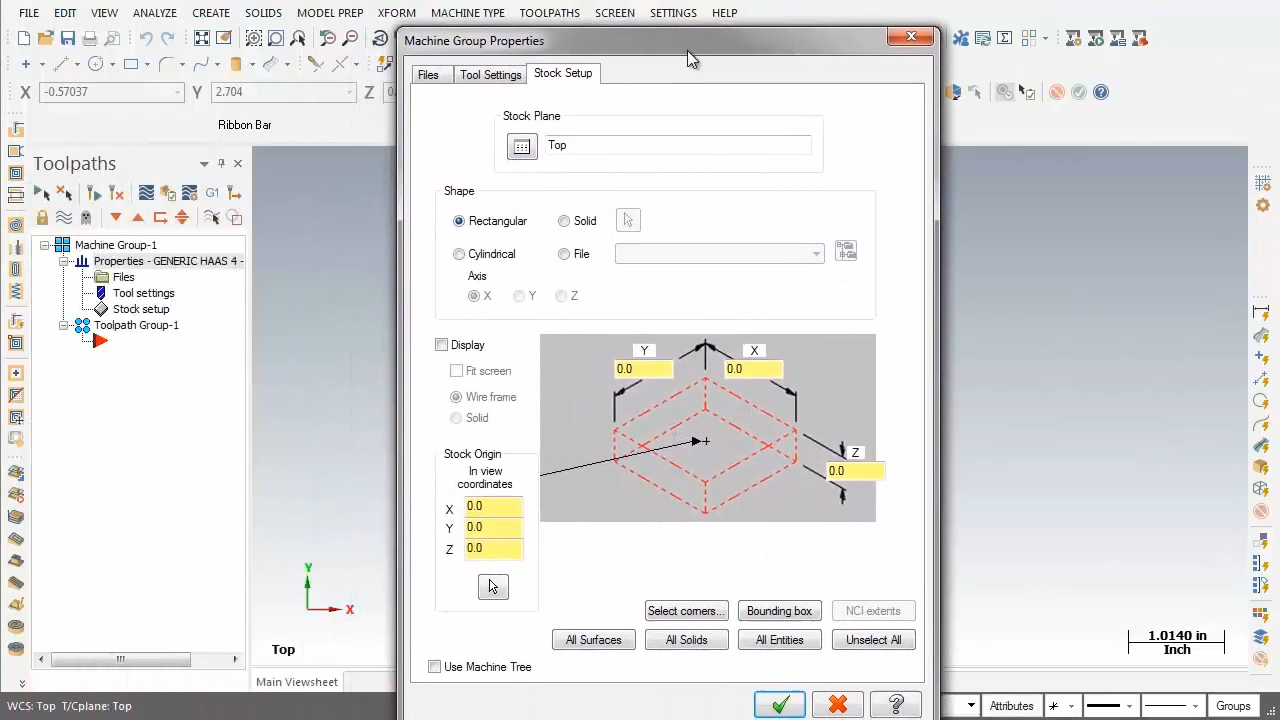 FILE EDIT VIEW ANALYZE CREATE SOLIDS MODEL PREP XFORM MACHINE TYPE TOOLPATHS SCREEN SETTINGS HELP
Machine Group Properties
Files Tool Settings Stock Setup
X -0.57037 Y 2.704 Z
Ribbon Bar
Stock Plane
Top
Toolpaths
G1
Shape
Rectangular Solid
Machine Group-1
Properties - GENERIC HAAS 4 -
Cylindrical File
Files
Axis
Tool settings
X Y Z
Stock setup
Toolpath Group-1
Display
Y X
0.0 0.0
Fit screen
Wire frame
Solid
Stock Origin
In view
coordinates
Z
0.0
X 0.0
Y 0.0
Z 0.0
Y
X
Select corners... Bounding box NCI extents
All Surfaces All Solids All Entities Unselect All
Top
1.0140 in
Inch
Use Machine Tree
Main Viewsheet
WCS: Top T/Cplane: Top
Attributes Groups